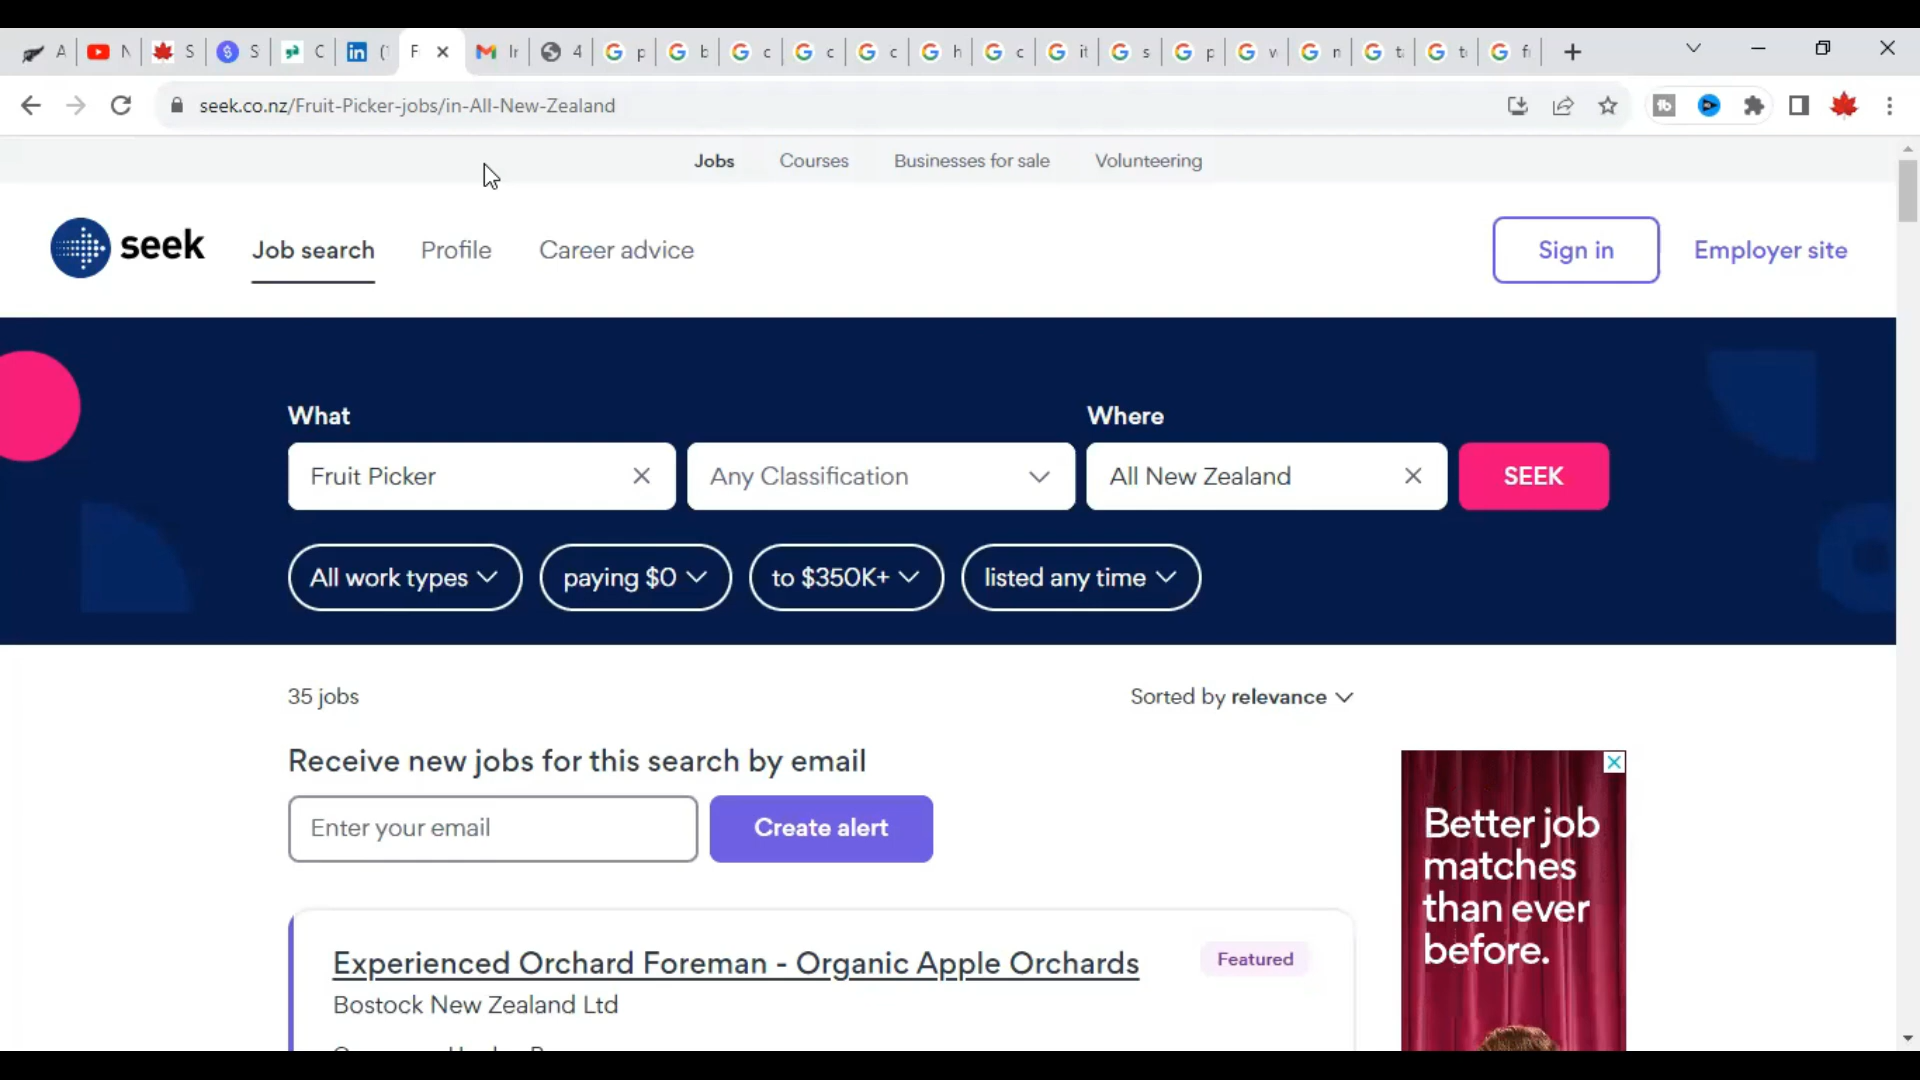 A N S S C ( F Ir 4 p b c c c h c it s p v n t t fi
seek.co.nz/Fruit-Picker-jobs/in-All-New-Zealand
Jobs Courses Businesses for sale Volunteering
seek Job search Profile Career advice Sign in Employer site
What Where
Fruit Picker Any Classification All New Zealand SEEK
All work types paying $0 to $350K+ listed any time
35 jobs Sorted by relevance
Receive new jobs for this search by email
Enter your email Create alert
Better job
matches
than ever
before.
Experienced Orchard Foreman - Organic Apple Orchards Featured
Bostock New Zealand Ltd